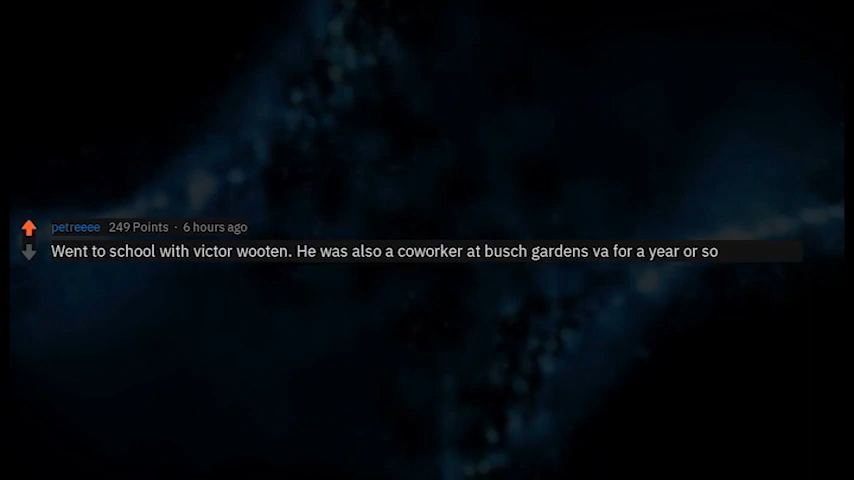 petreeee 249 Points · 6 hours ago
Went to school with victor wooten. He was also a coworker at busch gardens va for a year or so